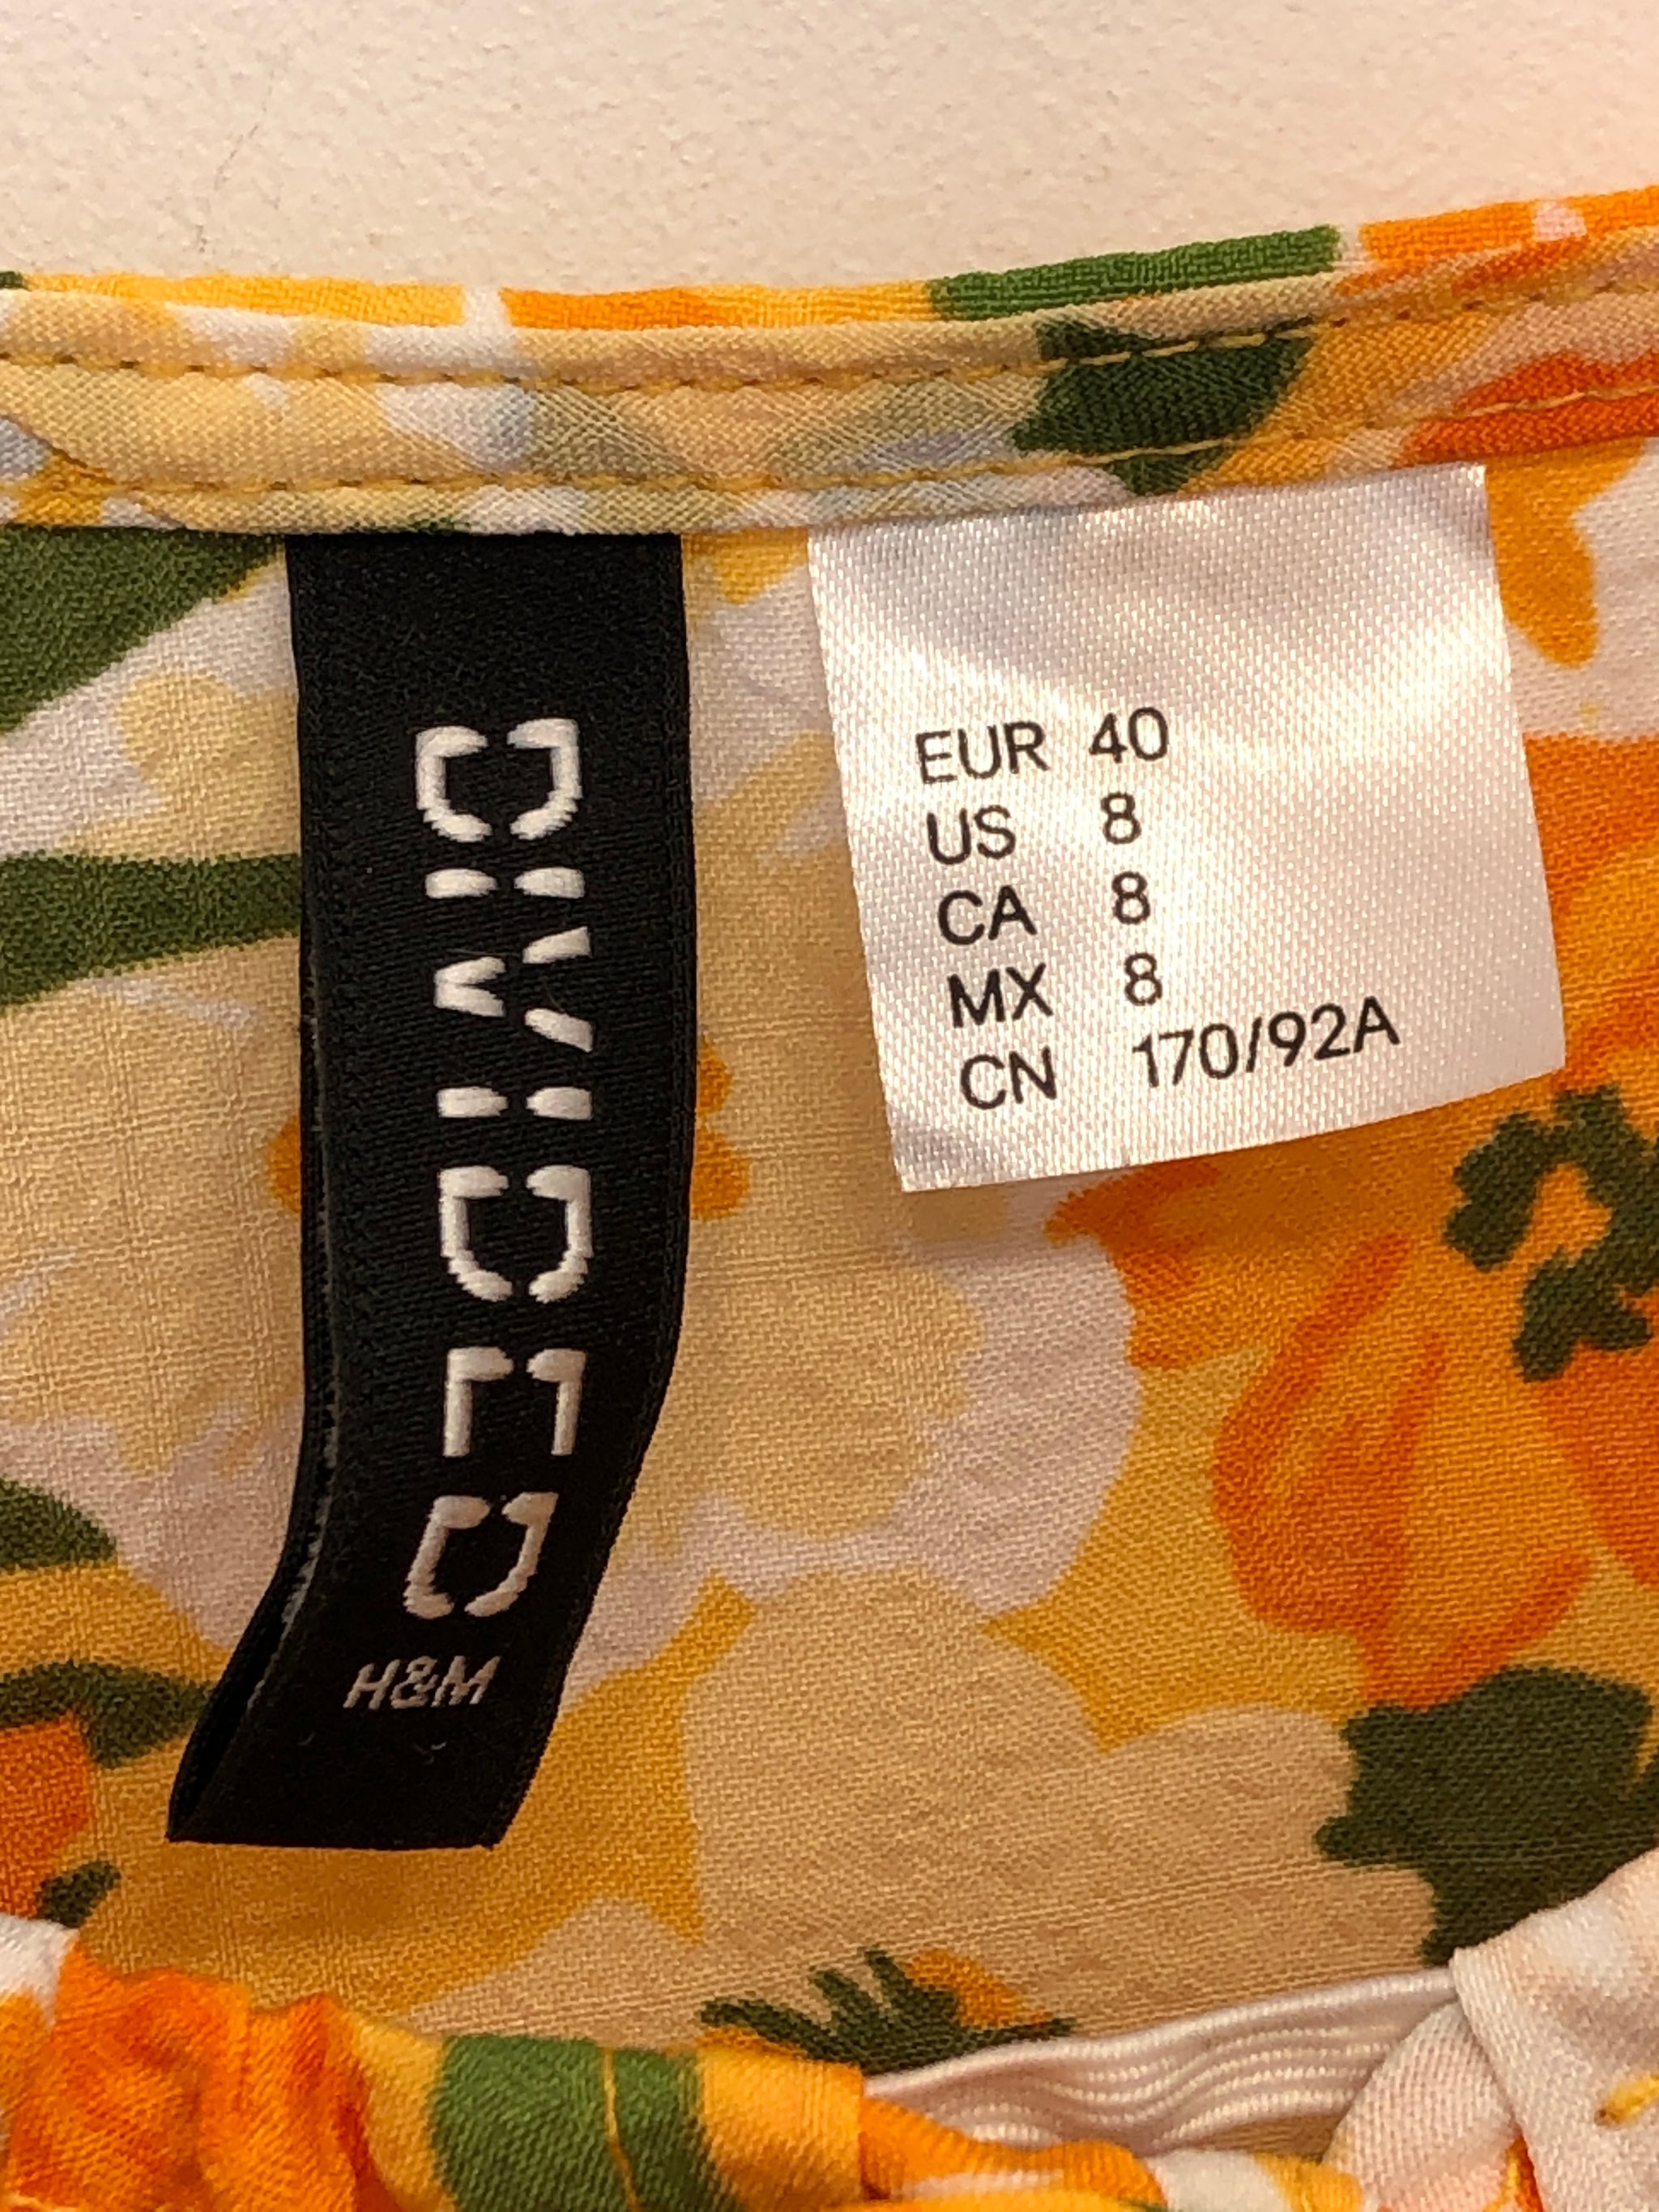 DIVIDED
H&M
EUR 40
US 8
CA 8
MX 8
CN 170/92A